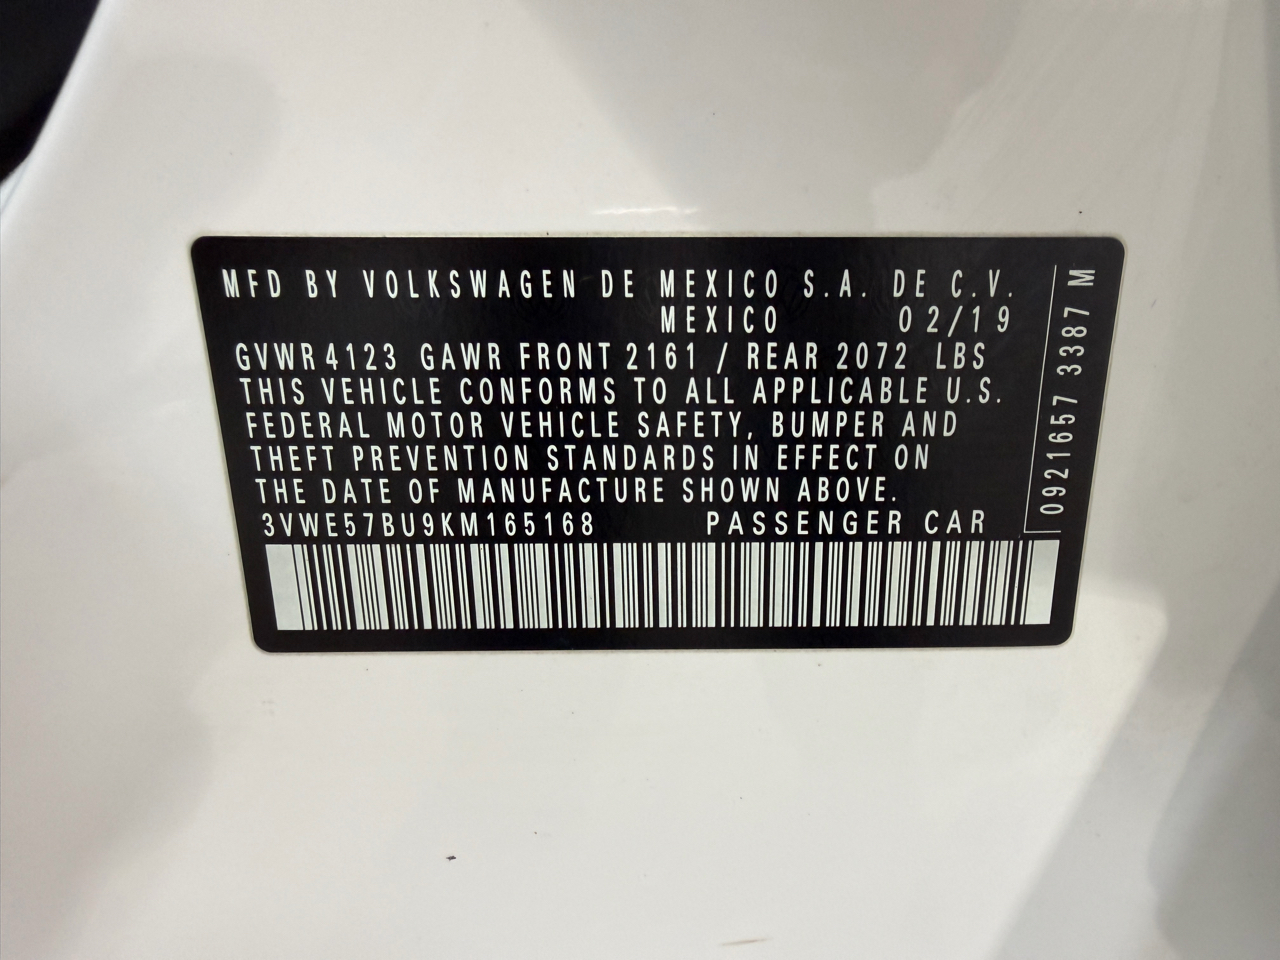 MFD BY VOLKSWAGEN DE MEXICO S.A. DE C.V.
MEXICO 02/19
GVWR 4123 GAWR FRONT 2161 / REAR 2072 LBS
THIS VEHICLE CONFORMS TO ALL APPLICABLE U.S.
FEDERAL MOTOR VEHICLE SAFETY, BUMPER AND
THEFT PREVENTION STANDARDS IN EFFECT ON
THE DATE OF MANUFACTURE SHOWN ABOVE.
3VWE57BU9KM165168 PASSENGER CAR
0921657 3387 M